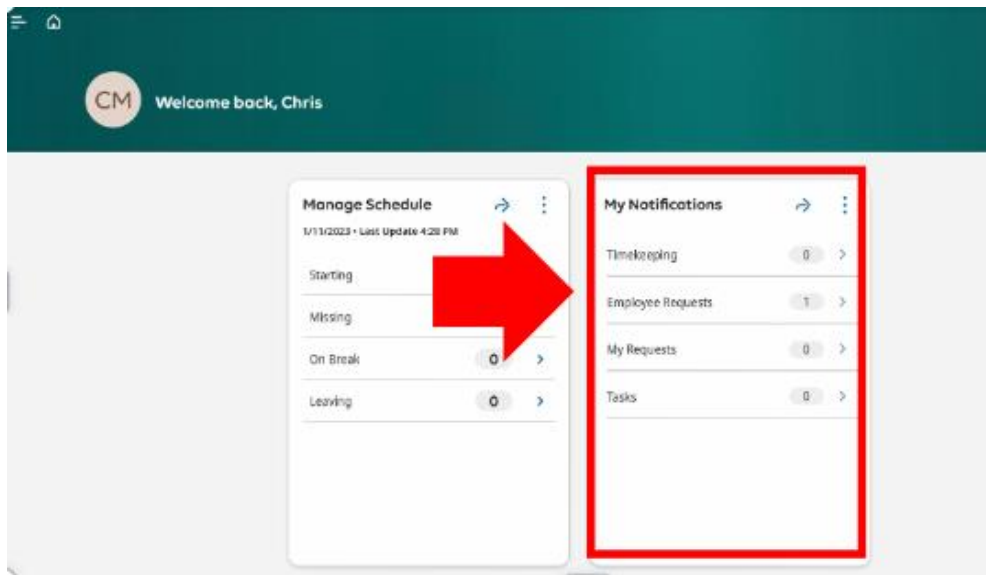 CM
Welcome back, Chris
Manage Schedule
1/11/2023 • Last Update 4:28 PM
Starting
Missing
On Break 0
Leaving 0
My Notifications
Timekeeping 0
Employee Requests 1
My Requests 0
Tasks 0